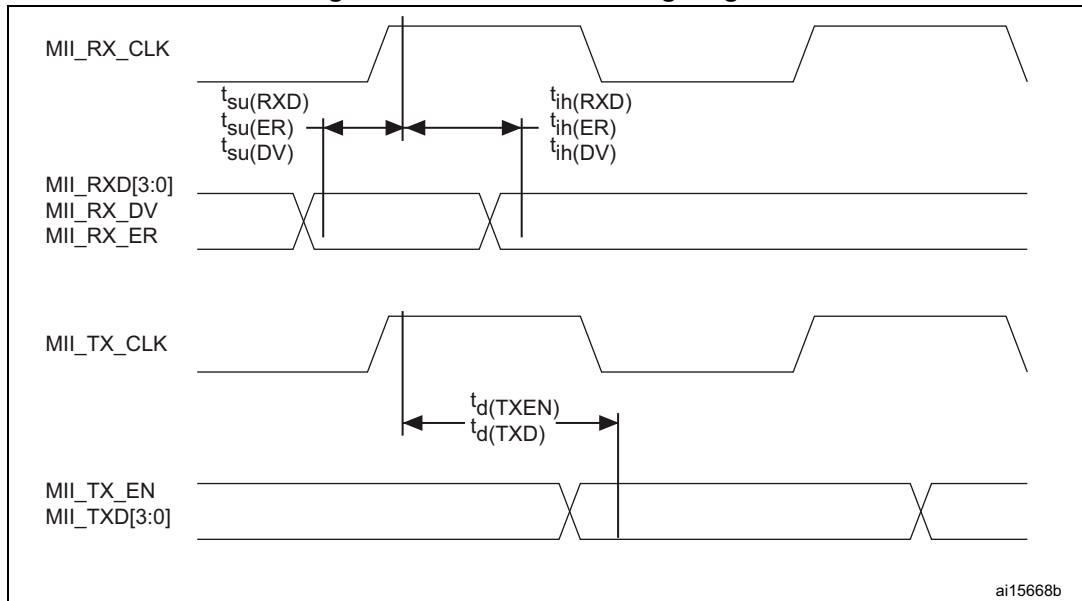 MII_RX_CLK
tsu(RXD)
tsu(ER)
tsu(DV)
tih(RXD)
tih(ER)
tih(DV)
MII_RXD[3:0]
MII_RX_DV
MII_RX_ER
MII_TX_CLK
td(TXEN)
td(TXD)
MII_TX_EN
MII_TXD[3:0]
ai15668b